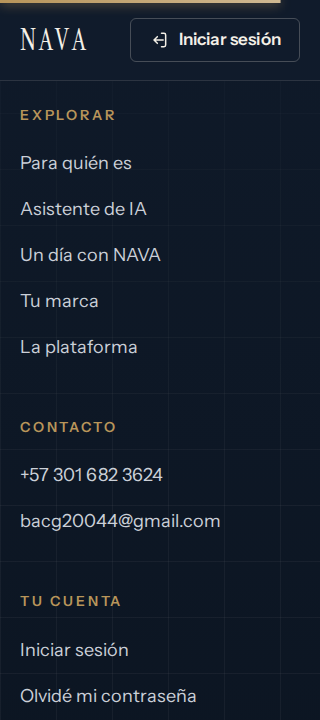 NAVA
Iniciar sesión
EXPLORAR
Para quién es
Asistente de IA
Un día con NAVA
Tu marca
La plataforma
CONTACTO
+57 301 682 3624
bacg20044@gmail.com
TU CUENTA
Iniciar sesión
Olvidé mi contraseña